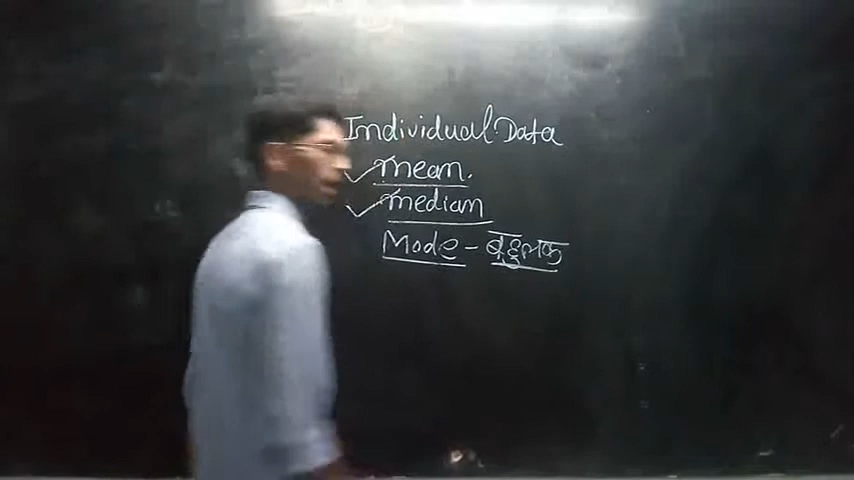 Individual Data
✓ mean.
✓ median
Mode - बहुलक